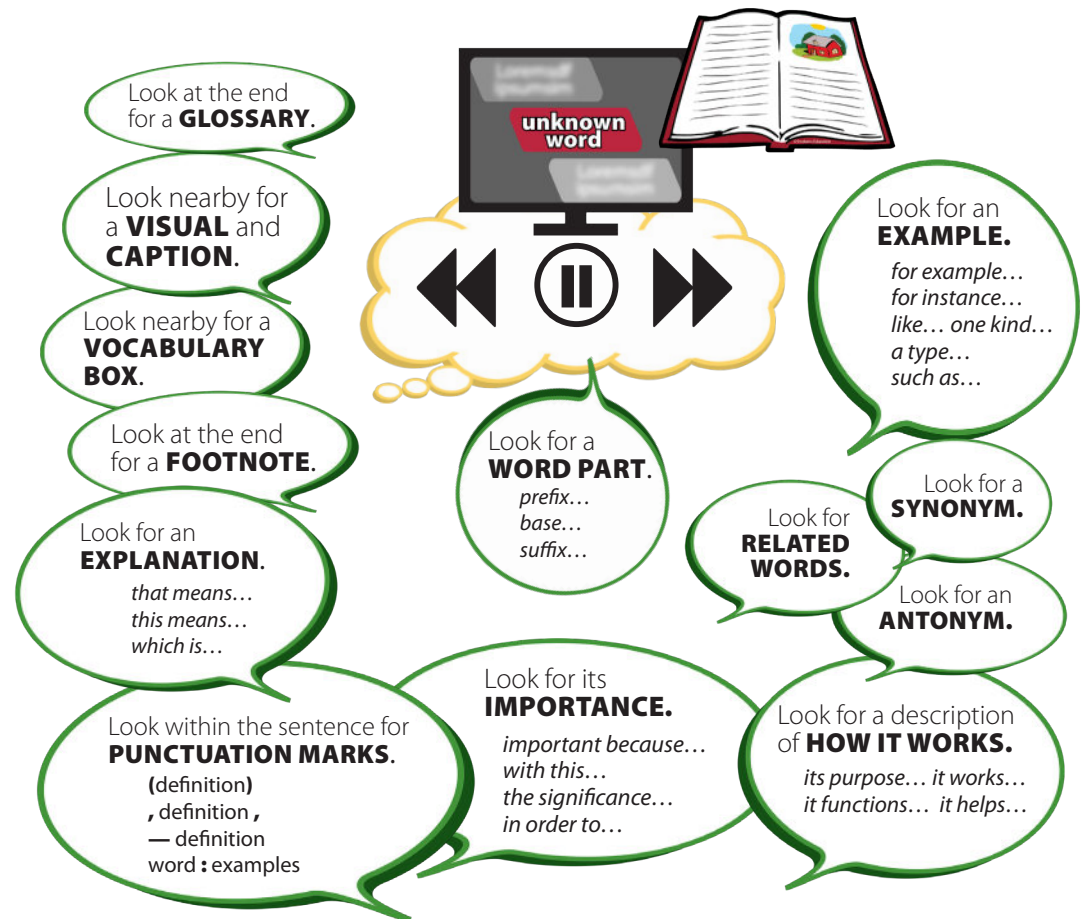 unknown
word
Look at the end
for a GLOSSARY.
Look nearby for
a VISUAL and
CAPTION.
Look nearby for a
VOCABULARY
BOX.
Look at the end
for a FOOTNOTE.
Look for an
EXPLANATION.
that means…
this means…
which is…
Look within the sentence for
PUNCTUATION MARKS.
(definition)
, definition ,
— definition
word : examples
Look for a
WORD PART.
prefix…
base…
suffix…
Look for its
IMPORTANCE.
important because…
with this…
the significance…
in order to…
Look for an
EXAMPLE.
for example…
for instance…
like… one kind…
a type…
such as…
Look for
RELATED
WORDS.
Look for a
SYNONYM.
Look for an
ANTONYM.
Look for a description
of HOW IT WORKS.
its purpose… it works…
it functions… it helps…